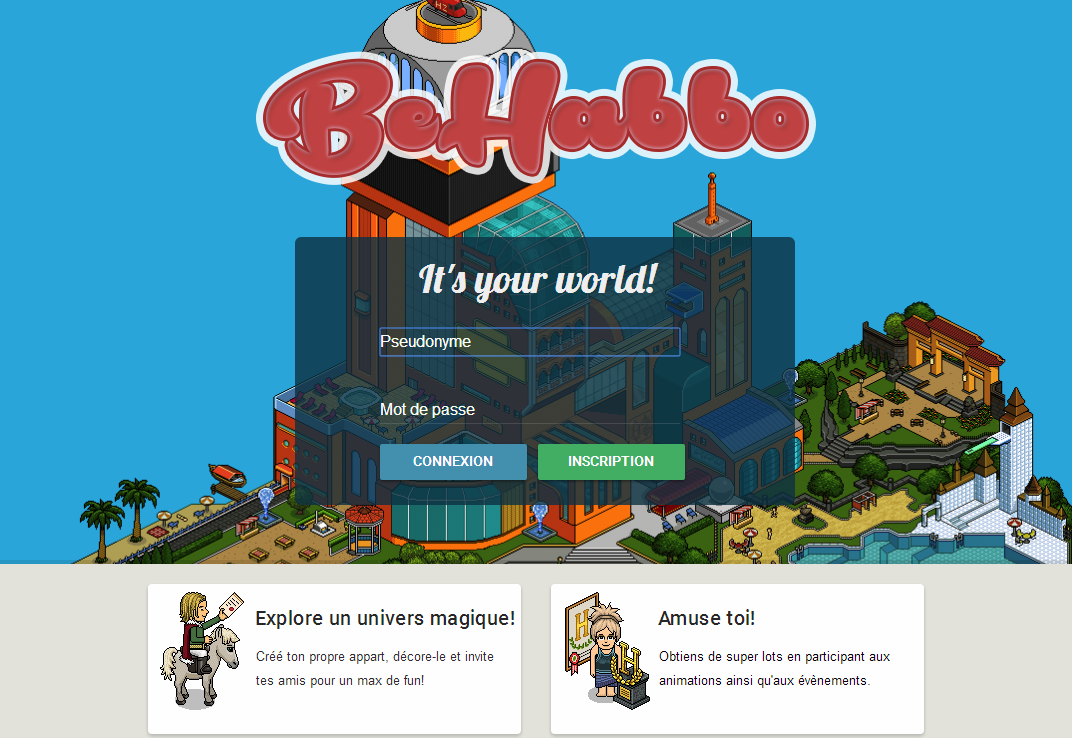 HZ
BeHabbo
It's your world!
Pseudonyme
Mot de passe
CONNEXION
INSCRIPTION
Explore un univers magique!
Créé ton propre appart, décore-le et invite
tes amis pour un max de fun!
H
H
Amuse toi!
Obtiens de super lots en participant aux
animations ainsi qu'aux évènements.